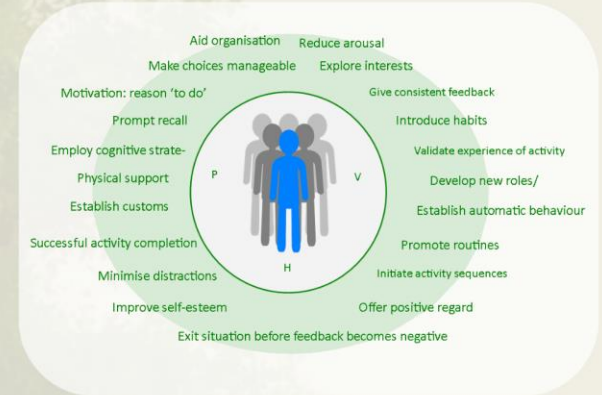 Aid organisation
Reduce arousal
Make choices manageable
Explore interests
Motivation: reason ‘to do’
Give consistent feedback
Prompt recall
Introduce habits
Employ cognitive strate-
Validate experience of activity
P
V
Physical support
Develop new roles/
Establish customs
Establish automatic behaviour
Successful activity completion
Promote routines
H
Minimise distractions
Initiate activity sequences
Improve self-esteem
Offer positive regard
Exit situation before feedback becomes negative